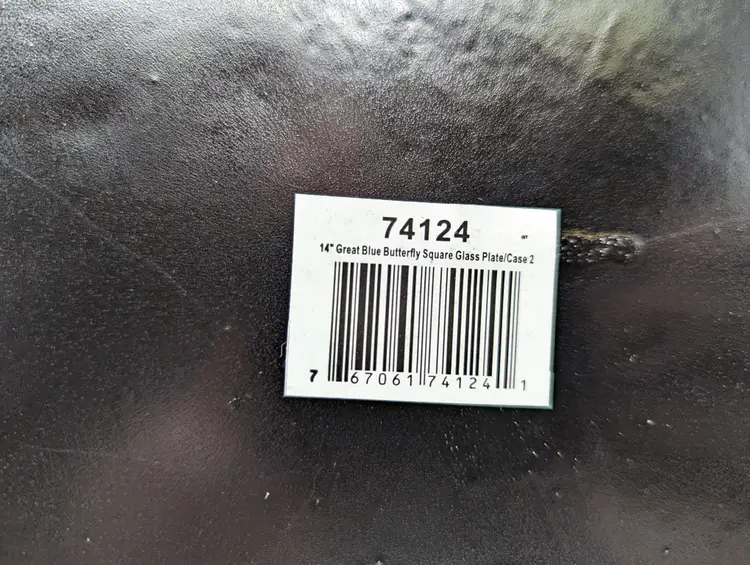 74124
14" Great Blue Butterfly Square Glass Plate/Case 2
7 67061 74124 1